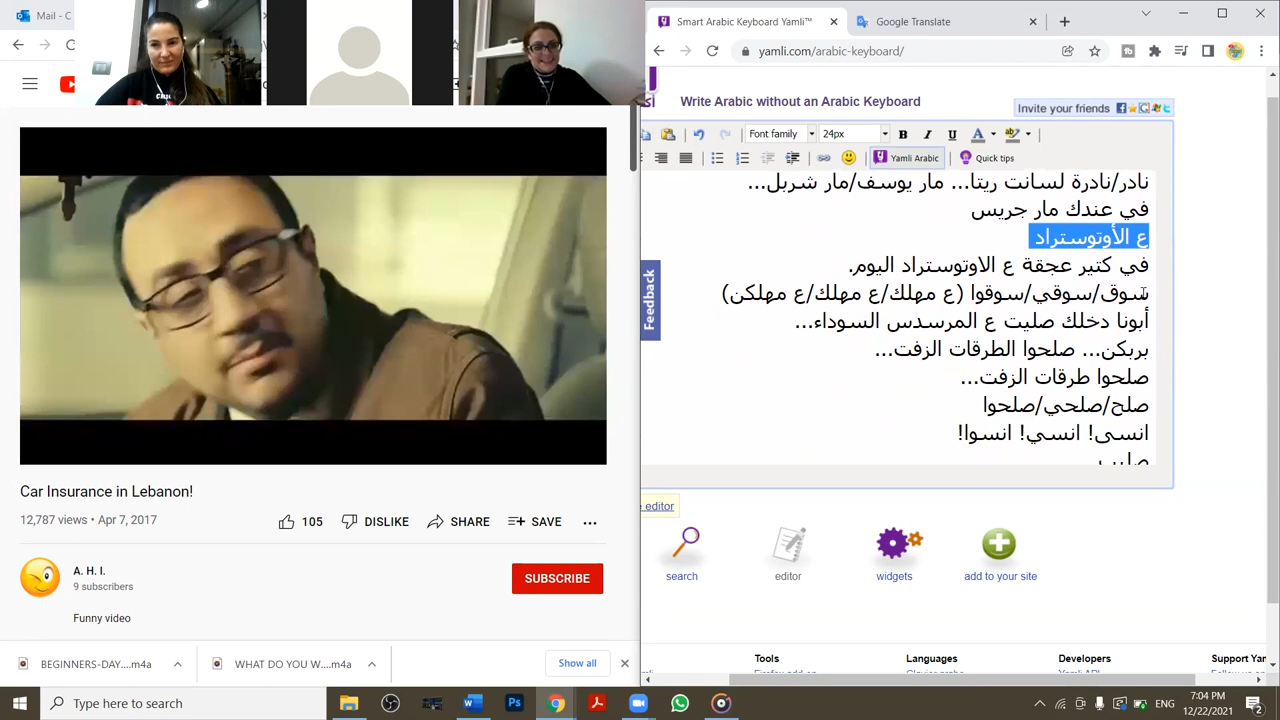 Mail -
Car Insurance in Lebanon!
12,787 views • Apr 7, 2017
105
DISLIKE
SHARE
SAVE
A. H. I.
9 subscribers
SUBSCRIBE
Funny video
BEGINNERS-DAY....m4a
WHAT DO YOU W....m4a
Show all
Smart Arabic Keyboard Yamli™
Google Translate
yamli.com/arabic-keyboard/
Write Arabic without an Arabic Keyboard
Invite your friends
Font family
24px
B
I
U
A
Yamli Arabic
Quick tips
نادر/نادرة لسانت ريتا... مار يوسف/مار شربل...
في عندك مار جريس
ع الأوتوستراد
في كتير عجقة ع الاوتوستراد اليوم.
سوق/سوقي/سوقوا (ع مهلك/ع مهلك/ع مهلكن)
أبونا دخلك صليت ع المرسدس السوداء...
بربكن... صلحوا الطرقات الزفت...
صلحوا طرقات الزفت...
صلح/صلحي/صلحوا
انسى! انسي! انسوا!
Feedback
editor
search
editor
widgets
add to your site
Tools
Languages
Developers
Support Yam
Type here to search
ENG
7:04 PM
12/22/2021
2